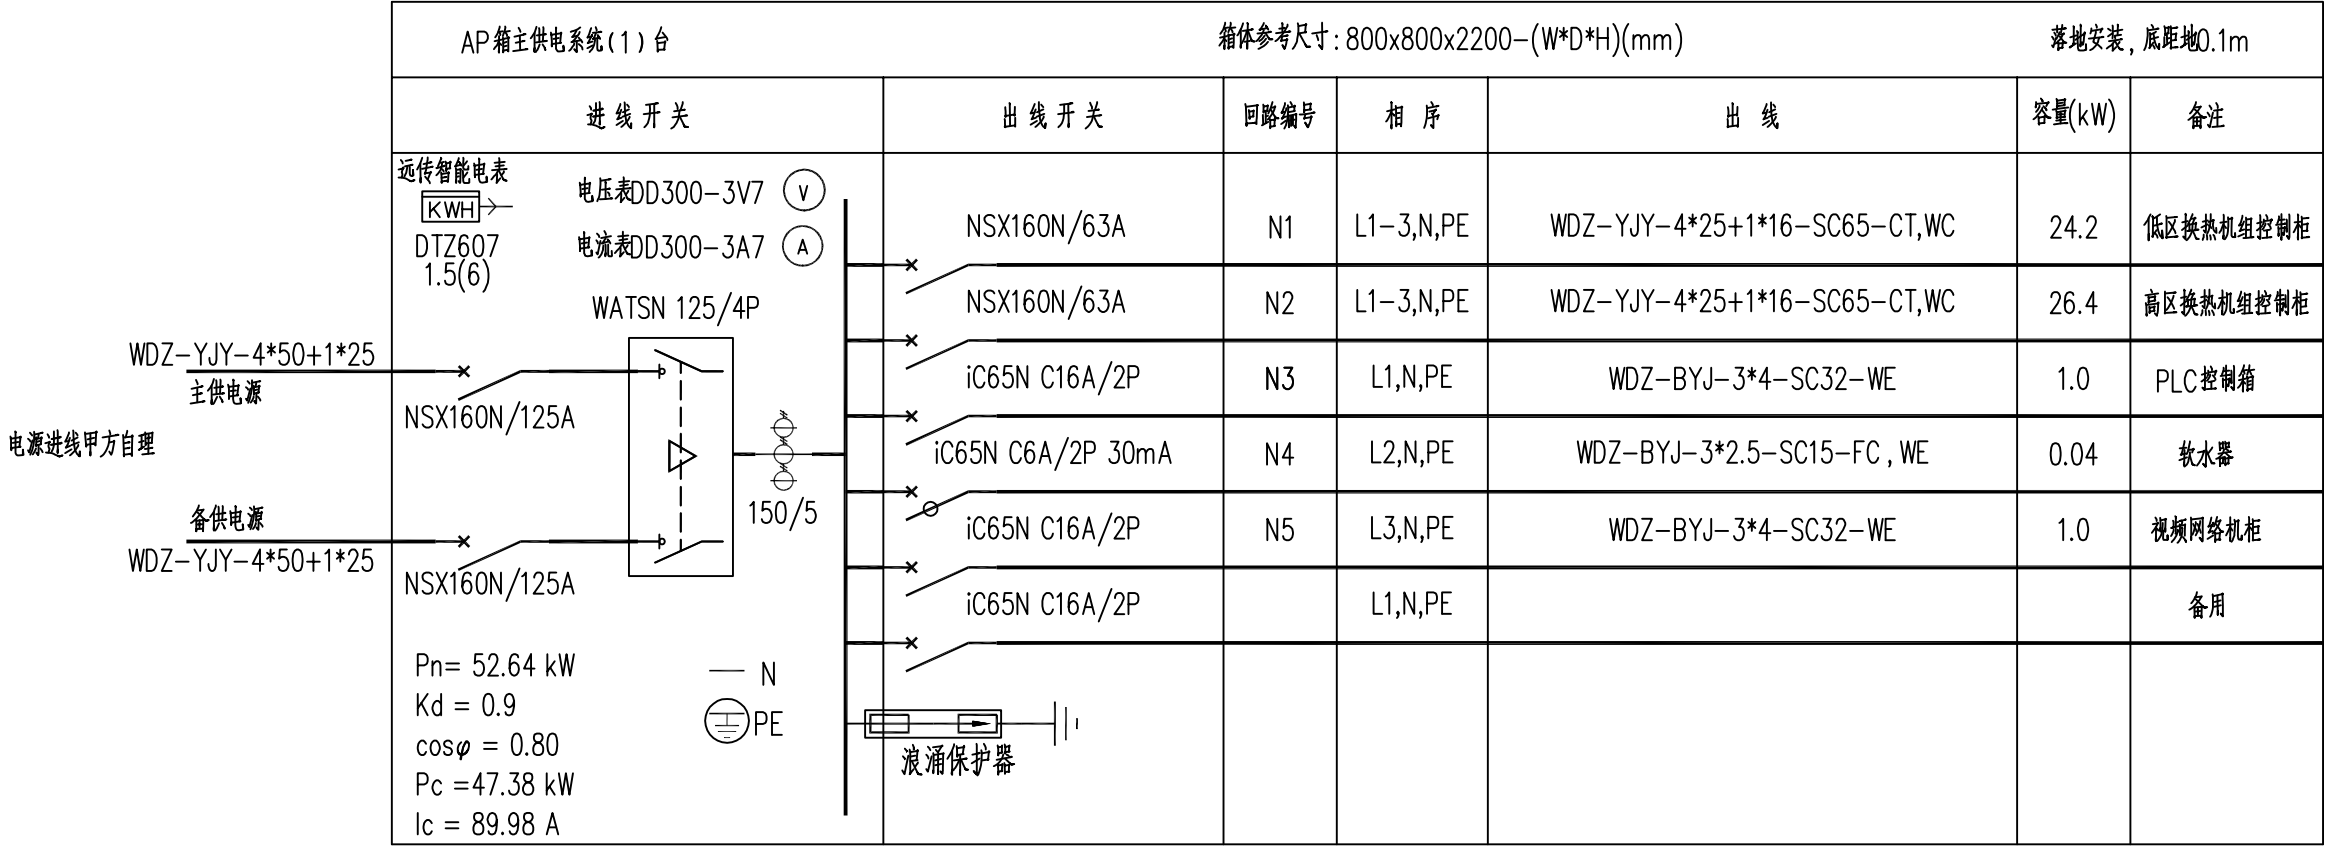 AP箱主供电系统(1)台
箱体参考尺寸:800x800x2200-(W*D*H)(mm)
落地安装,底距地0.1m
进线开关
出线开关
回路编号
相 序
出 线
容量(kW)
备注
远传智能电表
KWH
DTZ607
1.5(6)
电压表DD300-3V7
V
电流表DD300-3A7
A
WATSN 125/4P
WDZ-YJY-4*50+1*25
主供电源
NSX160N/125A
电源进线甲方自理
备供电源
WDZ-YJY-4*50+1*25
NSX160N/125A
150/5
NSX160N/63A
N1
L1-3,N,PE
WDZ-YJY-4*25+1*16-SC65-CT,WC
24.2
低区换热机组控制柜
NSX160N/63A
N2
L1-3,N,PE
WDZ-YJY-4*25+1*16-SC65-CT,WC
26.4
高区换热机组控制柜
iC65N C16A/2P
N3
L1,N,PE
WDZ-BYJ-3*4-SC32-WE
1.0
PLC控制箱
iC65N C6A/2P 30mA
N4
L2,N,PE
WDZ-BYJ-3*2.5-SC15-FC,WE
0.04
软水器
iC65N C16A/2P
N5
L3,N,PE
WDZ-BYJ-3*4-SC32-WE
1.0
视频网络机柜
iC65N C16A/2P
L1,N,PE
备用
Pn= 52.64 kW
Kd = 0.9
cosφ = 0.80
Pc =47.38 kW
Ic = 89.98 A
N
PE
浪涌保护器